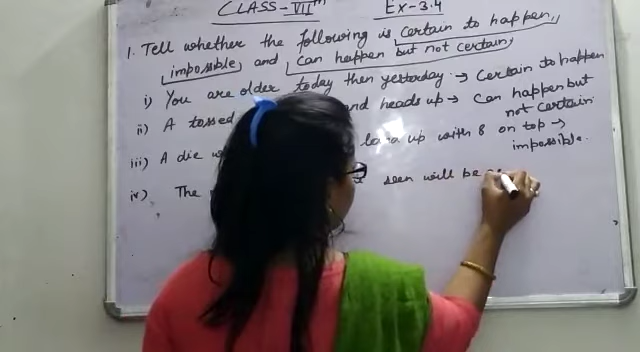 CLASS-VIIth Ex-3.4
1. Tell whether the following is certain to happen,
impossible, and can happen but not certain,
i) You are older today then yesterday → certain to happen
ii) A tossed and heads up → can happen but
not certain
iii) A die up with 8 on top →
impossible.
iv) The seen will be